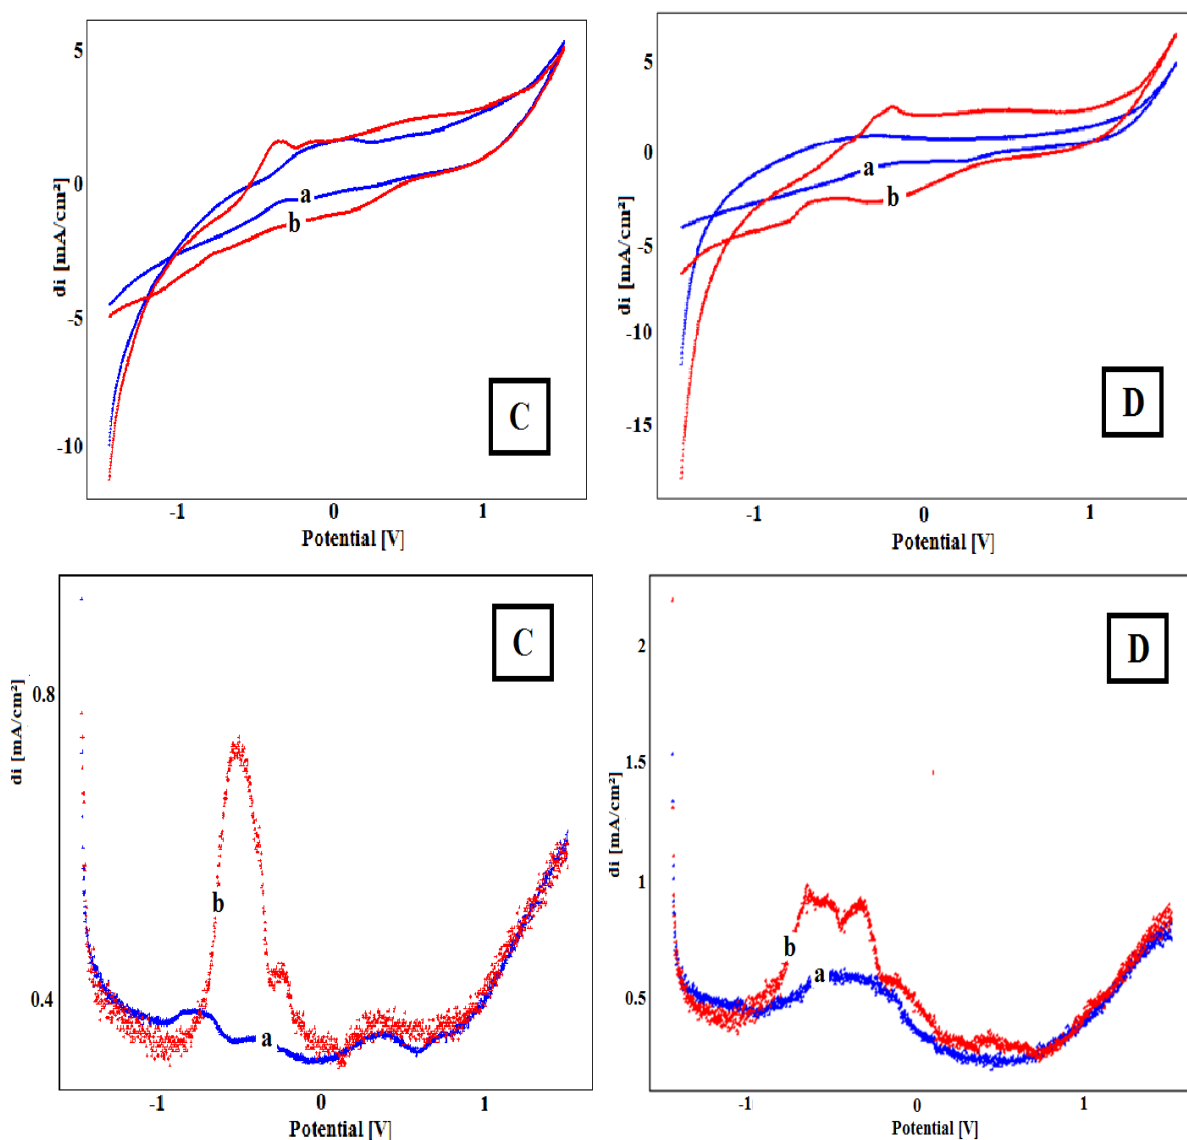 5
0
-5
-10
di [mA/cm²]
a
b
C
-1 0 1
Potential [V]
5
0
-5
-10
-15
di [mA/cm²]
a
b
D
-1 0 1
Potential [V]
0.8
0.4
di [mA/cm²]
b
a
C
-1 0 1
Potential [V]
2
1.5
1
0.5
di [mA/cm²]
b
a
D
-1 0 1
Potential [V]